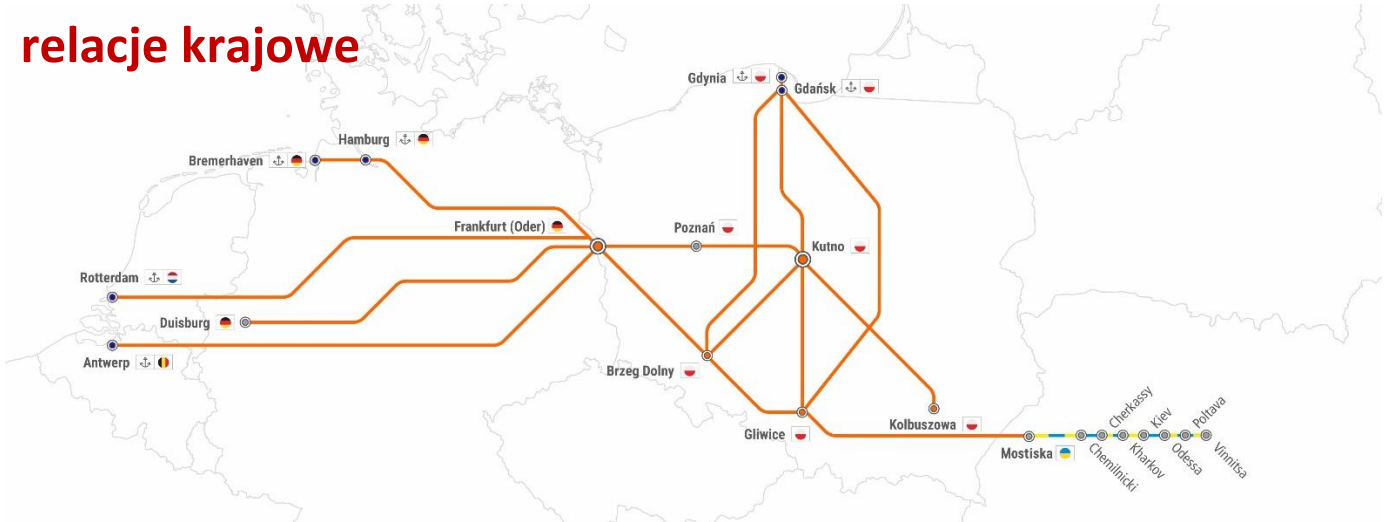 relacje krajowe
Gdynia
Gdańsk
Hamburg
Bremerhaven
Frankfurt (Oder)
Poznań
Kutno
Rotterdam
Duisburg
Antwerp
Brzeg Dolny
Gliwice
Kolbuszowa
Mostiska
Chemilnicki
Cherkassy
Kharkov
Kiev
Odessa
Poltava
Vinnitsa